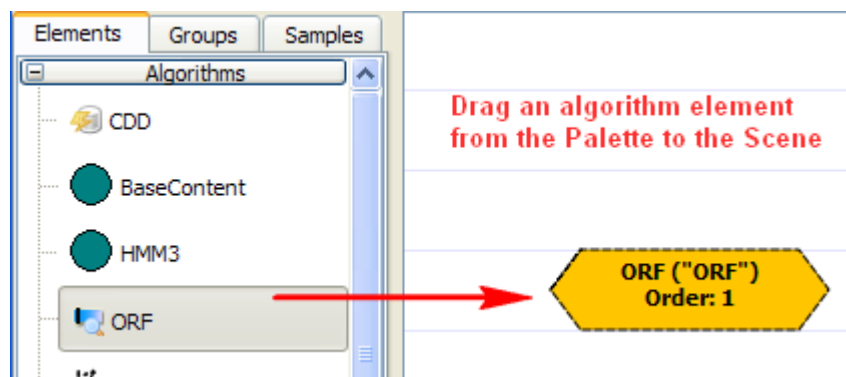 Elements Groups Samples
Algorithms
CDD
BaseContent
HMM3
ORF
Drag an algorithm element
from the Palette to the Scene
ORF ("ORF")
Order: 1